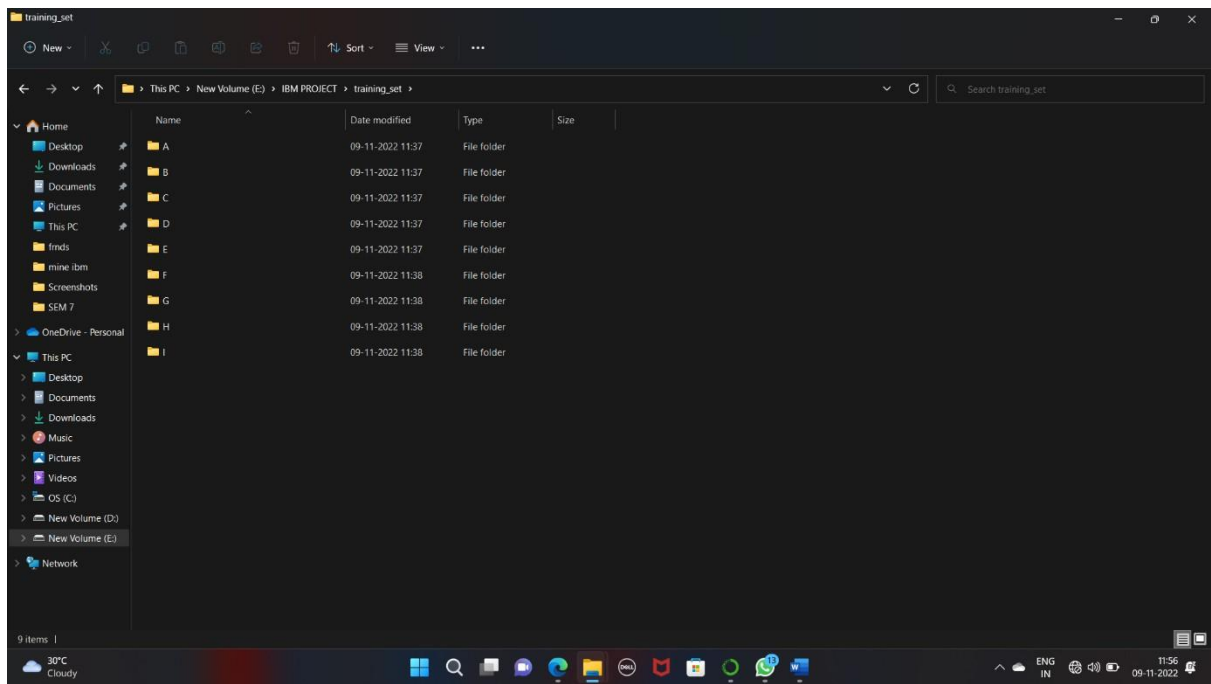 training_set
New
Sort
View
This PC > New Volume (E:) > IBM PROJECT > training_set >
Search training_set
Name Date modified Type Size
A 09-11-2022 11:37 File folder
B 09-11-2022 11:37 File folder
C 09-11-2022 11:37 File folder
D 09-11-2022 11:37 File folder
E 09-11-2022 11:37 File folder
F 09-11-2022 11:38 File folder
G 09-11-2022 11:38 File folder
H 09-11-2022 11:38 File folder
I 09-11-2022 11:38 File folder
Home
Desktop
Downloads
Documents
Pictures
This PC
frnds
mine ibm
Screenshots
SEM 7
OneDrive - Personal
This PC
Desktop
Documents
Downloads
Music
Pictures
Videos
OS (C:)
New Volume (D:)
New Volume (E:)
Network
9 items
30°C
Cloudy
DELL
13
ENG
IN
11:56
09-11-2022